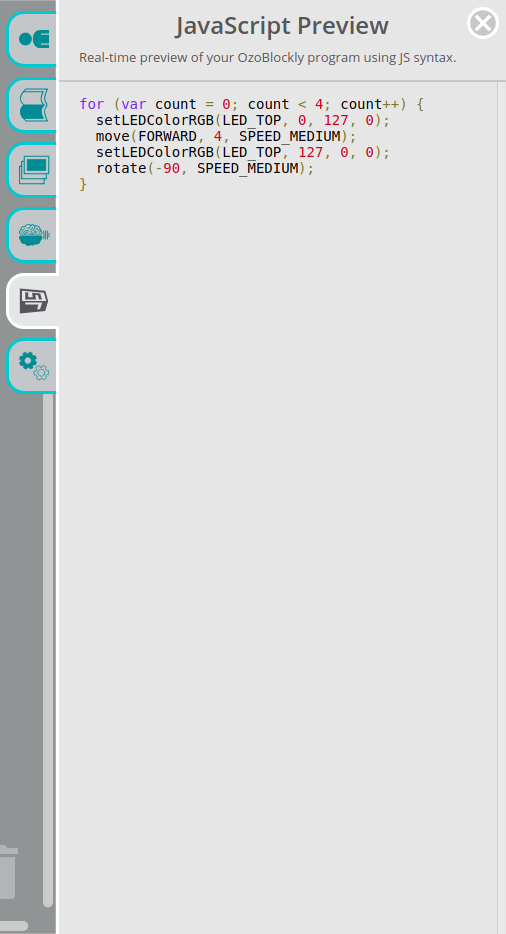 JavaScript Preview
Real-time preview of your OzoBlockly program using JS syntax.
for (var count = 0; count < 4; count++) {
  setLEDColorRGB(LED_TOP, 0, 127, 0);
  move(FORWARD, 4, SPEED_MEDIUM);
  setLEDColorRGB(LED_TOP, 127, 0, 0);
  rotate(-90, SPEED_MEDIUM);
}